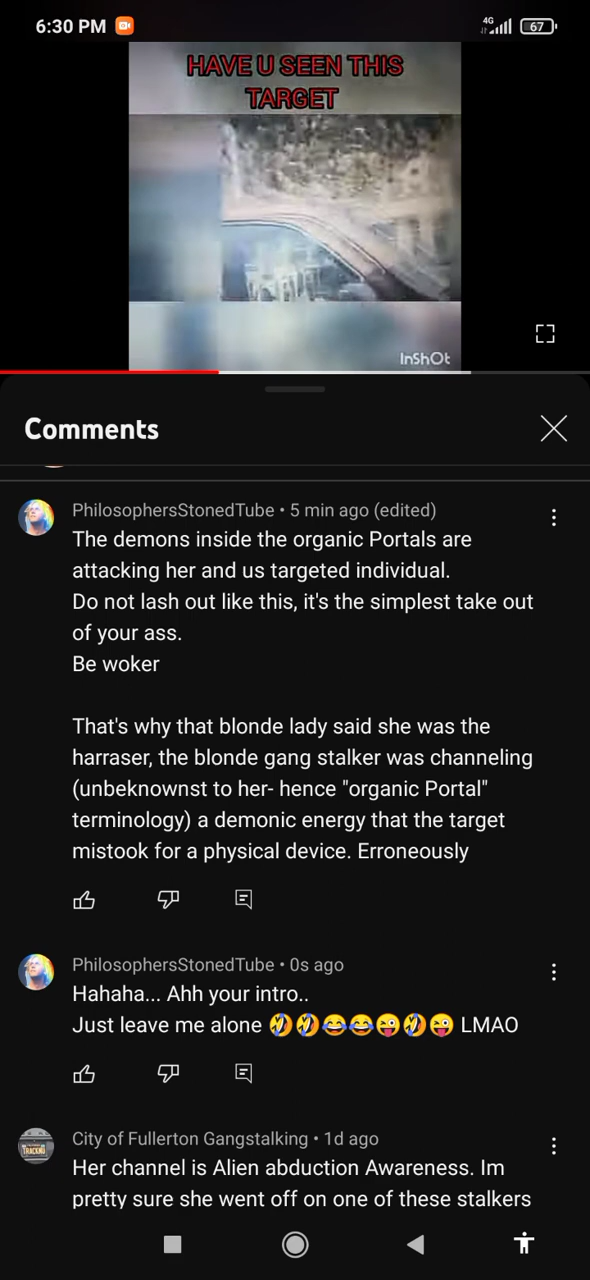 6:30 PM
4G
67
HAVE U SEEN THIS
TARGET
InShOt
Comments
PhilosophersStonedTube • 5 min ago (edited)
The demons inside the organic Portals are
attacking her and us targeted individual.
Do not lash out like this, it's the simplest take out
of your ass.
Be woker
That's why that blonde lady said she was the
harraser, the blonde gang stalker was channeling
(unbeknownst to her- hence "organic Portal"
terminology) a demonic energy that the target
mistook for a physical device. Erroneously
PhilosophersStonedTube • 0s ago
Hahaha... Ahh your intro..
Just leave me alone 🤣🤣😂😂😜🤣😜 LMAO
City of Fullerton Gangstalking • 1d ago
Her channel is Alien abduction Awareness. Im
pretty sure she went off on one of these stalkers